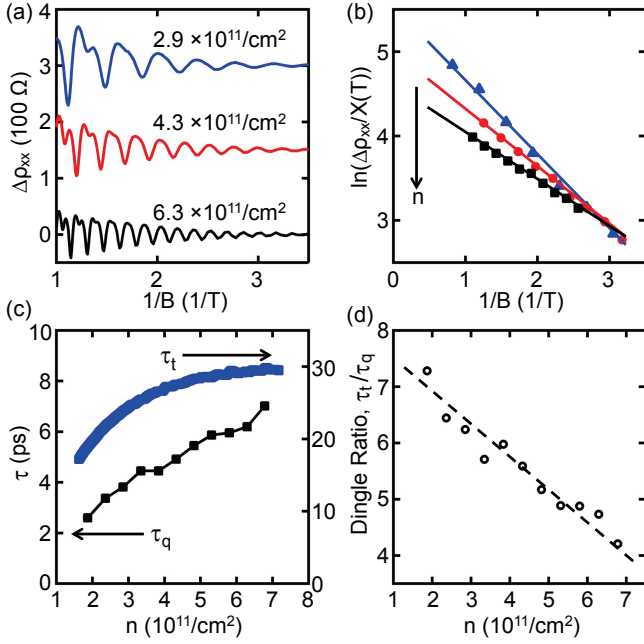 (a)
2.9 ×10¹¹/cm²
4.3 ×10¹¹/cm²
6.3 ×10¹¹/cm²
Δρxx (100 Ω)
4
3
2
1
0
1 2 3
1/B (1/T)
(b)
n
ln(Δρxx/X(T))
5
4
3
0 1 2 3
1/B (1/T)
(c)
τt
τq
τ (ps)
10
8
6
4
2
0
30
20
10
0
1 2 3 4 5 6 7 8
n (10¹¹/cm²)
(d)
Dingle Ratio, τt/τq
7
6
5
4
1 2 3 4 5 6 7
n (10¹¹/cm²)